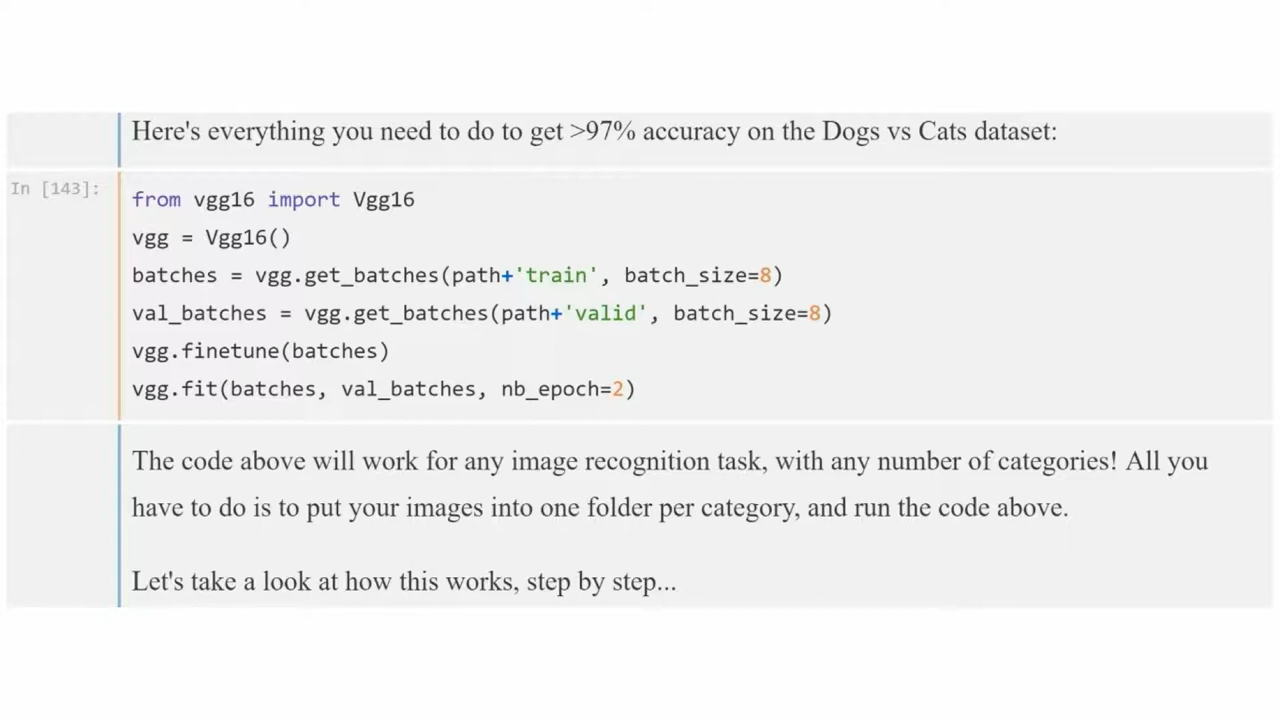 Here's everything you need to do to get >97% accuracy on the Dogs vs Cats dataset:
In [143]:
from vgg16 import Vgg16
vgg = Vgg16()
batches = vgg.get_batches(path+'train', batch_size=8)
val_batches = vgg.get_batches(path+'valid', batch_size=8)
vgg.finetune(batches)
vgg.fit(batches, val_batches, nb_epoch=2)
The code above will work for any image recognition task, with any number of categories! All you
have to do is to put your images into one folder per category, and run the code above.
Let's take a look at how this works, step by step...